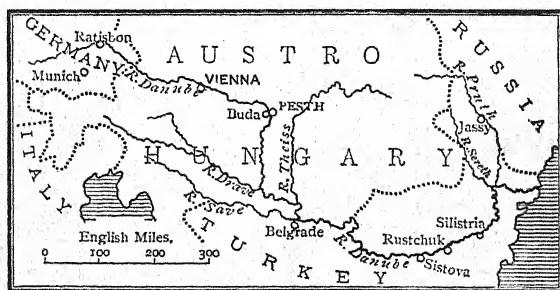 GERMANY
Ratisbon
Munich
R. Danube
VIENNA
AUSTRO
RUSSIA
R. Pruth
Jassy
R. Sereth
Buda
PESTH
R. Theiss
HUNGARY
ITALY
R. Drave
R. Save
TURKEY
Belgrade
R. Danube
Silistria
Rustchuk
Sistova
English Miles.
0 100 200 300